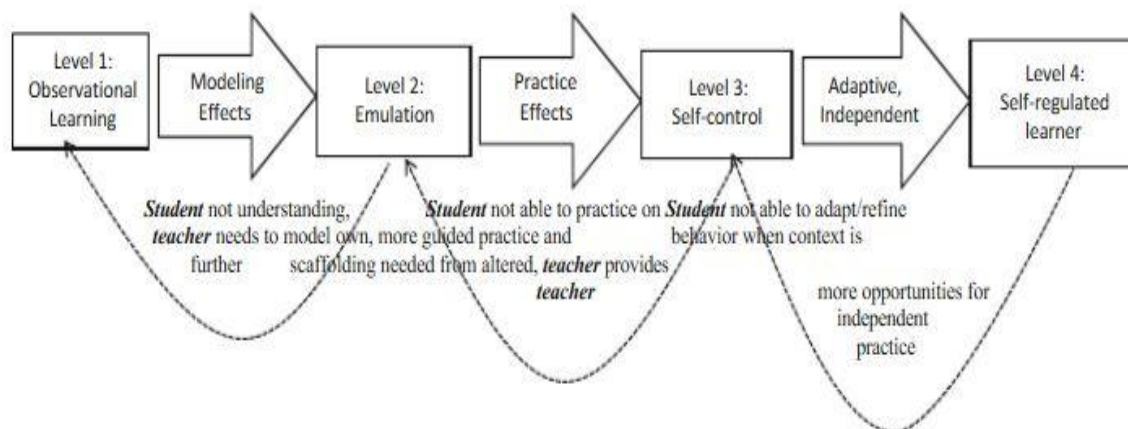 Level 1:
Observational
Learning
Modeling
Effects
Level 2:
Emulation
Practice
Effects
Level 3:
Self-control
Adaptive,
Independent
Level 4:
Self-regulated
learner
Student not understanding,
teacher needs to model own, more guided practice and
further
Student not able to practice on Student not able to adapt/refine
behavior when context is
scaffolding needed from altered, teacher provides
teacher
more opportunities for
independent
practice